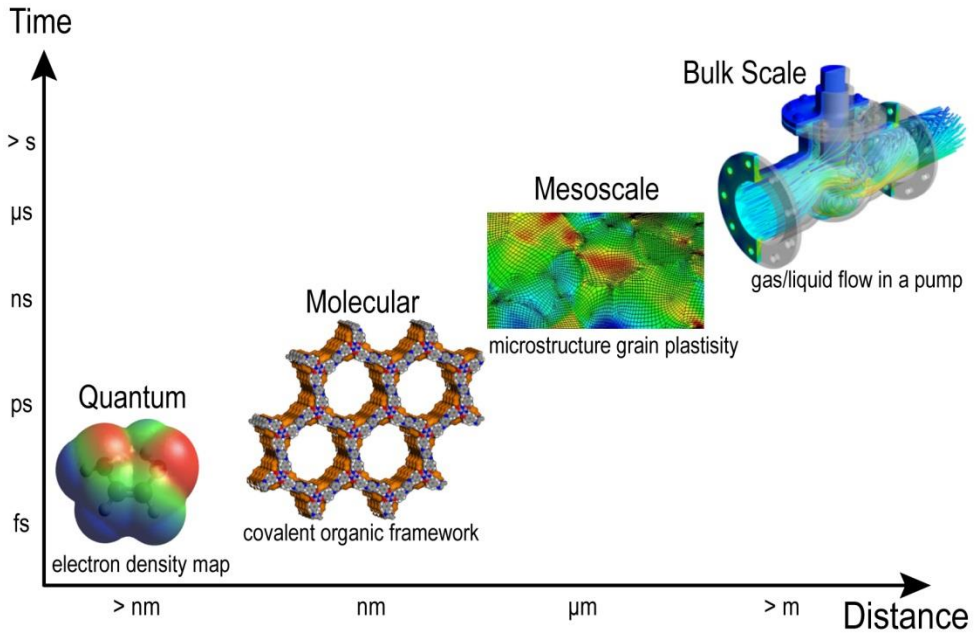 Time
Bulk Scale
> s
Mesoscale
µs
gas/liquid flow in a pump
ns
Molecular
microstructure grain plastisity
Quantum
ps
fs
covalent organic framework
electron density map
> nm
nm
µm
> m
Distance